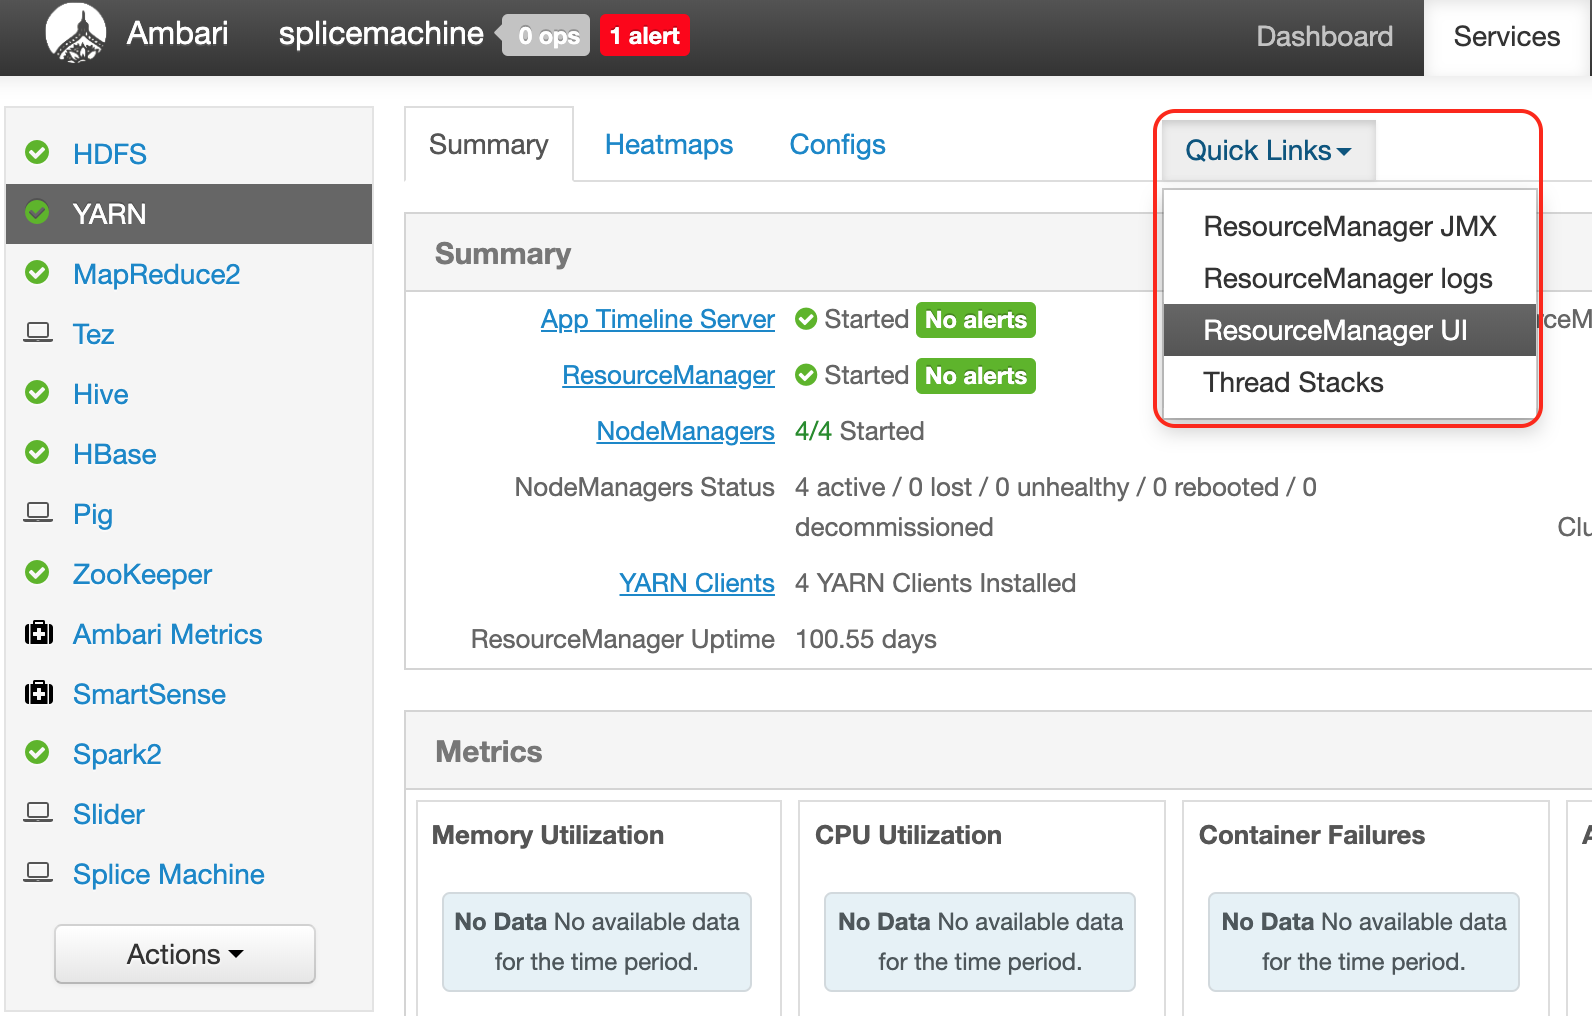 Ambari splicemachine 0 ops 1 alert Dashboard Services
HDFS
YARN
MapReduce2
Tez
Hive
HBase
Pig
ZooKeeper
Ambari Metrics
SmartSense
Spark2
Slider
Splice Machine
Actions
Summary Heatmaps Configs Quick Links
ResourceManager JMX
ResourceManager logs
ResourceManager UI
Thread Stacks
Summary
App Timeline Server Started No alerts
ResourceManager Started No alerts
NodeManagers 4/4 Started
NodeManagers Status 4 active / 0 lost / 0 unhealthy / 0 rebooted / 0
decommissioned
YARN Clients 4 YARN Clients Installed
ResourceManager Uptime 100.55 days
Metrics
Memory Utilization
No Data No available data
for the time period.
CPU Utilization
No Data No available data
for the time period.
Container Failures
No Data No available data
for the time period.